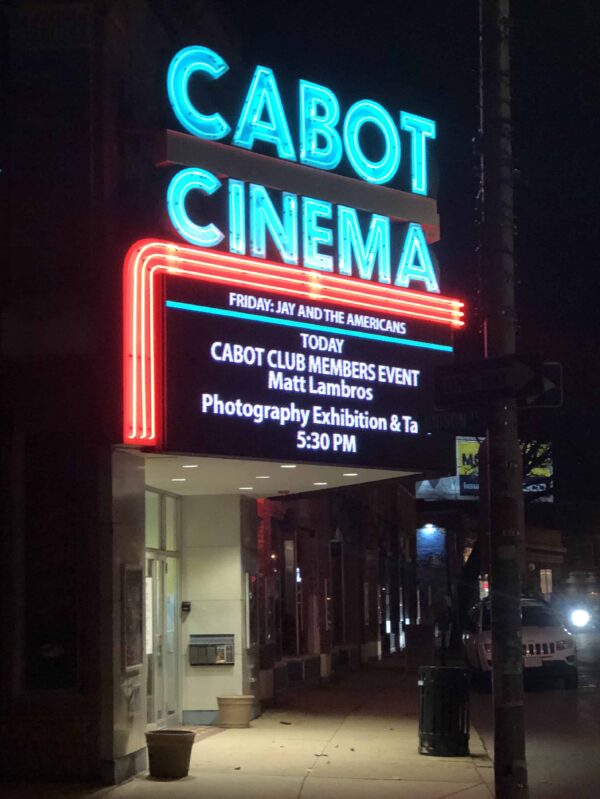 CABOT
CINEMA
FRIDAY: JAY AND THE AMERICANS
TODAY
CABOT CLUB MEMBERS EVENT
Matt Lambros
Photography Exhibition & Ta
5:30 PM